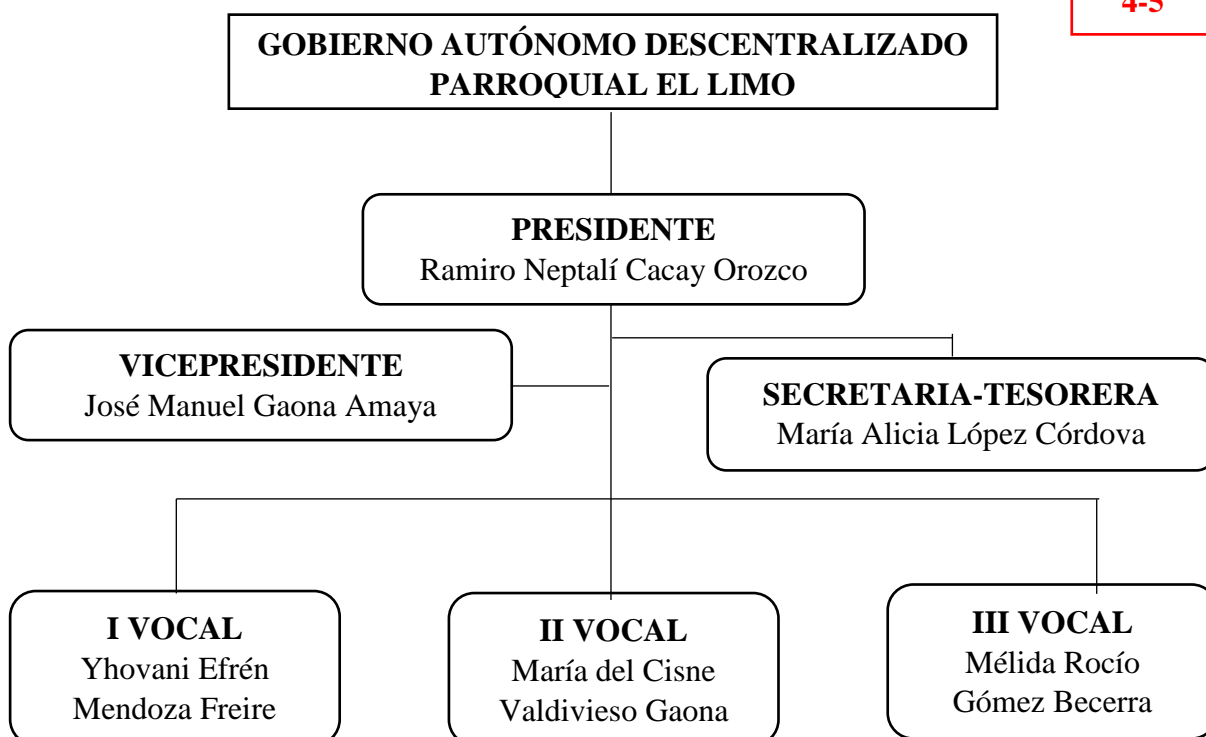 4-5
GOBIERNO AUTÓNOMO DESCENTRALIZADO
PARROQUIAL EL LIMO
PRESIDENTE
Ramiro Neptalí Cacay Orozco
VICEPRESIDENTE
José Manuel Gaona Amaya
SECRETARIA-TESORERA
María Alicia López Córdova
I VOCAL
Yhovani Efrén
Mendoza Freire
II VOCAL
María del Cisne
Valdivieso Gaona
III VOCAL
Mélida Rocío
Gómez Becerra